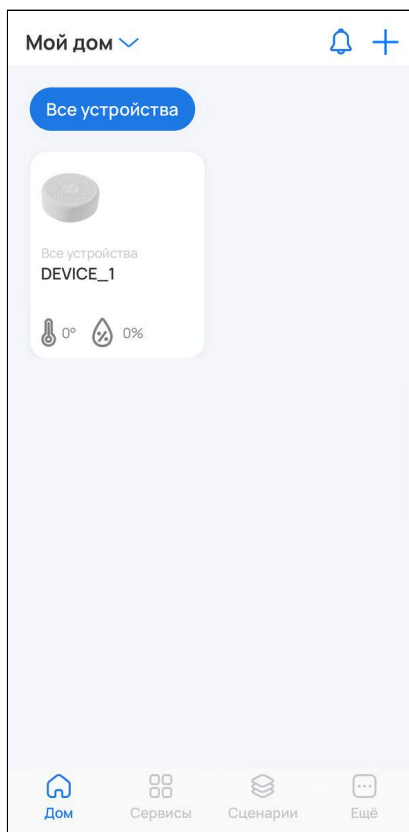 Мой дом
Все устройства
Все устройства
DEVICE_1
0° 0%
Дом Сервисы Сценарии Ещё